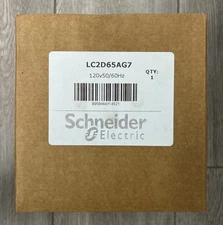 LC2D65AG7
120v50/60Hz
QTY:
1
Schneider
Electric